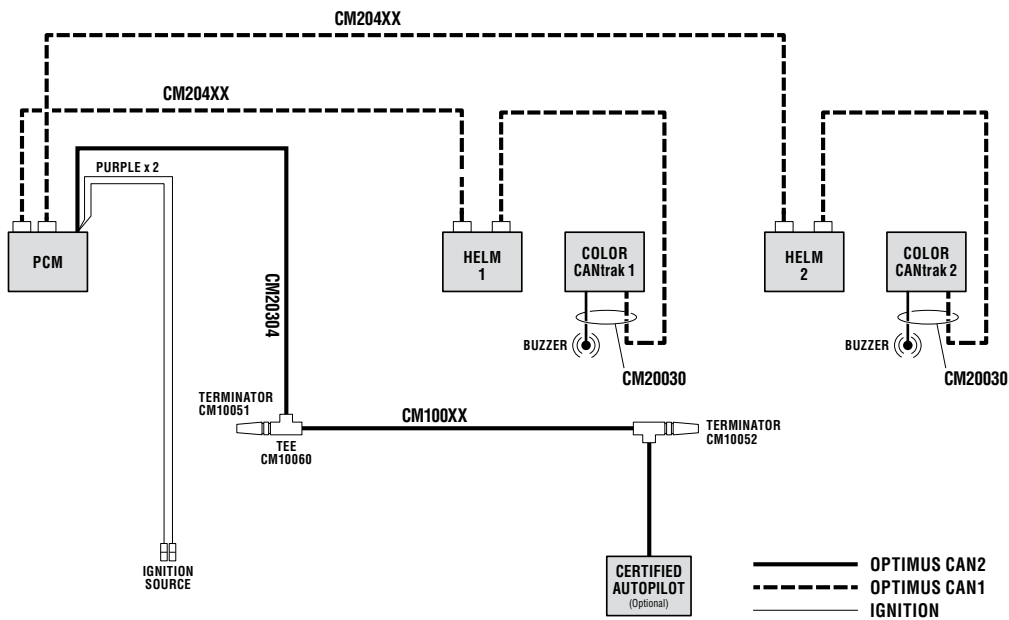 CM204XX
CM204XX
PURPLE x 2
PCM
HELM
1
COLOR
CANtrak 1
HELM
2
COLOR
CANtrak 2
CM20304
BUZZER
CM20030
BUZZER
CM20030
TERMINATOR
CM10051
TEE
CM10060
CM100XX
TERMINATOR
CM10052
IGNITION
SOURCE
CERTIFIED
AUTOPILOT
(Optional)
OPTIMUS CAN2
OPTIMUS CAN1
IGNITION